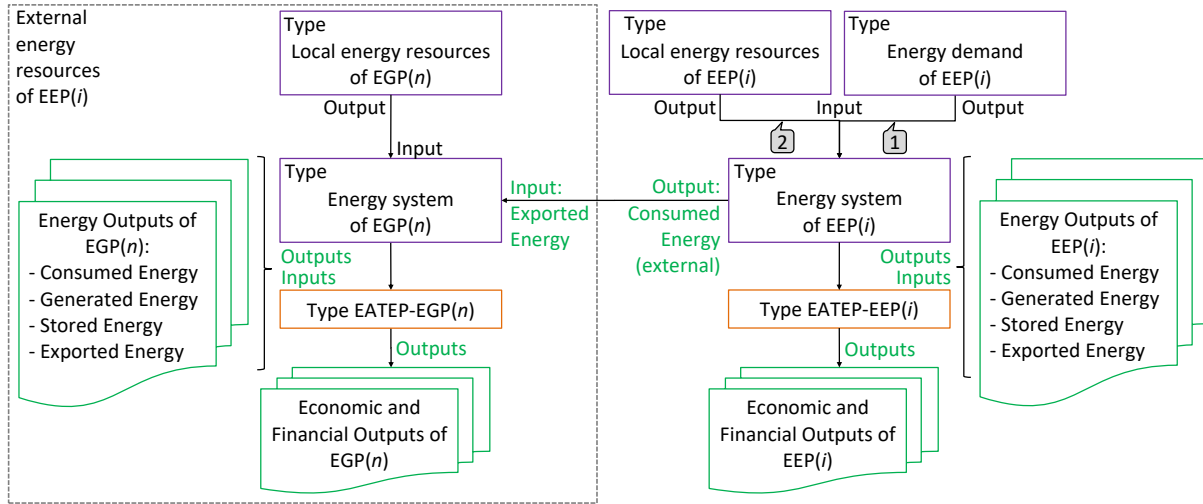 External
energy
resources
of EEP(i)
Type
Local energy resources
of EGP(n)
Output
Input
Type
Energy system
of EGP(n)
Energy Outputs of
EGP(n):
- Consumed Energy
- Generated Energy
- Stored Energy
- Exported Energy
Outputs
Inputs
Type EATEP-EGP(n)
Outputs
Economic and
Financial Outputs of
EGP(n)
Input:
Exported
Energy
Output:
Consumed
Energy
(external)
Type
Local energy resources
of EEP(i)
Type
Energy demand
of EEP(i)
Output
Input
Output
2
1
Type
Energy system
of EEP(i)
Outputs
Inputs
Energy Outputs of
EEP(i):
- Consumed Energy
- Generated Energy
- Stored Energy
- Exported Energy
Type EATEP-EEP(i)
Outputs
Economic and
Financial Outputs of
EEP(i)